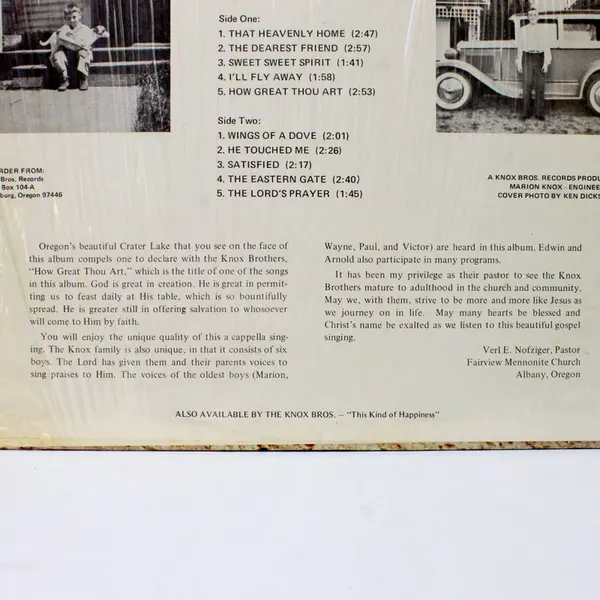 Side One:
1. THAT HEAVENLY HOME (2:47)
2. THE DEAREST FRIEND (2:57)
3. SWEET SWEET SPIRIT (1:41)
4. I'LL FLY AWAY (1:58)
5. HOW GREAT THOU ART (2:53)
Side Two:
1. WINGS OF A DOVE (2:01)
2. HE TOUCHED ME (2:26)
3. SATISFIED (2:17)
4. THE EASTERN GATE (2:40)
5. THE LORD'S PRAYER (1:45)
RDER FROM:
Bros. Records
Box 104-A
burg, Oregon 97446
A KNOX BROS. RECORDS PRODU
MARION KNOX - ENGINEE
COVER PHOTO BY KEN DICKS
Oregon's beautiful Crater Lake that you see on the face of
this album compels one to declare with the Knox Brothers,
"How Great Thou Art," which is the title of one of the songs
in this album. God is great in creation. He is great in permit-
ting us to feast daily at His table, which is so bountifully
spread. He is greater still in offering salvation to whosoever
will come to Him by faith.
You will enjoy the unique quality of this a cappella sing-
ing. The Knox family is also unique, in that it consists of six
boys. The Lord has given them and their parents voices to
sing praises to Him. The voices of the oldest boys (Marion,
Wayne, Paul, and Victor) are heard in this album. Edwin and
Arnold also participate in many programs.
It has been my privilege as their pastor to see the Knox
Brothers mature to adulthood in the church and community.
May we, with them, strive to be more and more like Jesus as
we journey on in life. May many hearts be blessed and
Christ's name be exalted as we listen to this beautiful gospel
singing.
Verl E. Nofziger, Pastor
Fairview Mennonite Church
Albany, Oregon
ALSO AVAILABLE BY THE KNOX BROS. — "This Kind of Happiness"